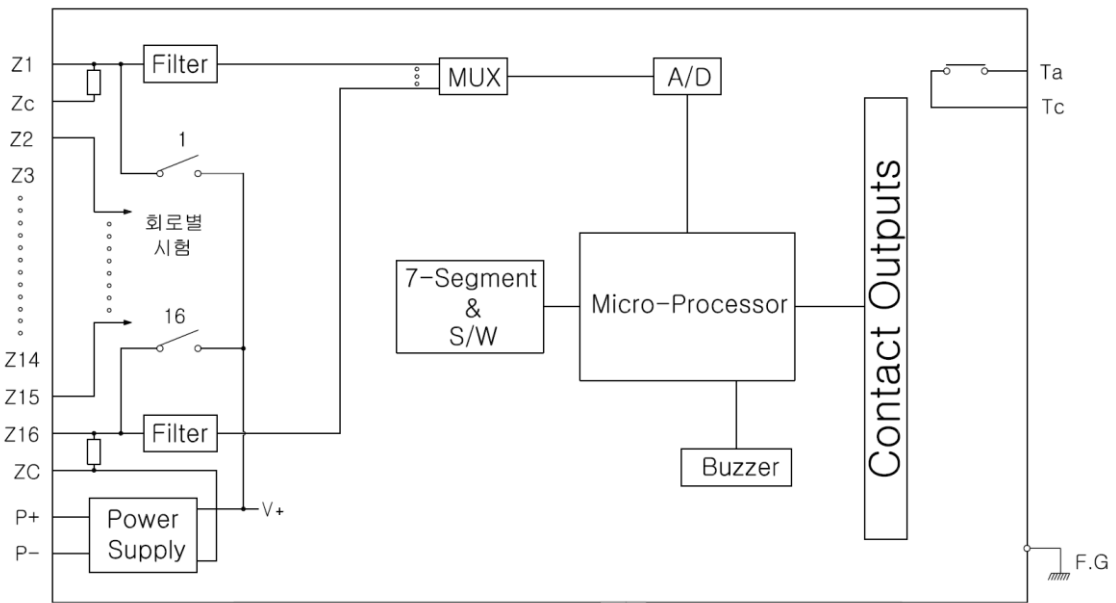 Z1
Zc
Z2
Z3
Z14
Z15
Z16
ZC
P+
P-
Filter
1
회로별
시험
16
Filter
Power
Supply
V+
MUX
A/D
7-Segment
&
S/W
Micro-Processor
Buzzer
Contact Outputs
Ta
Tc
F.G